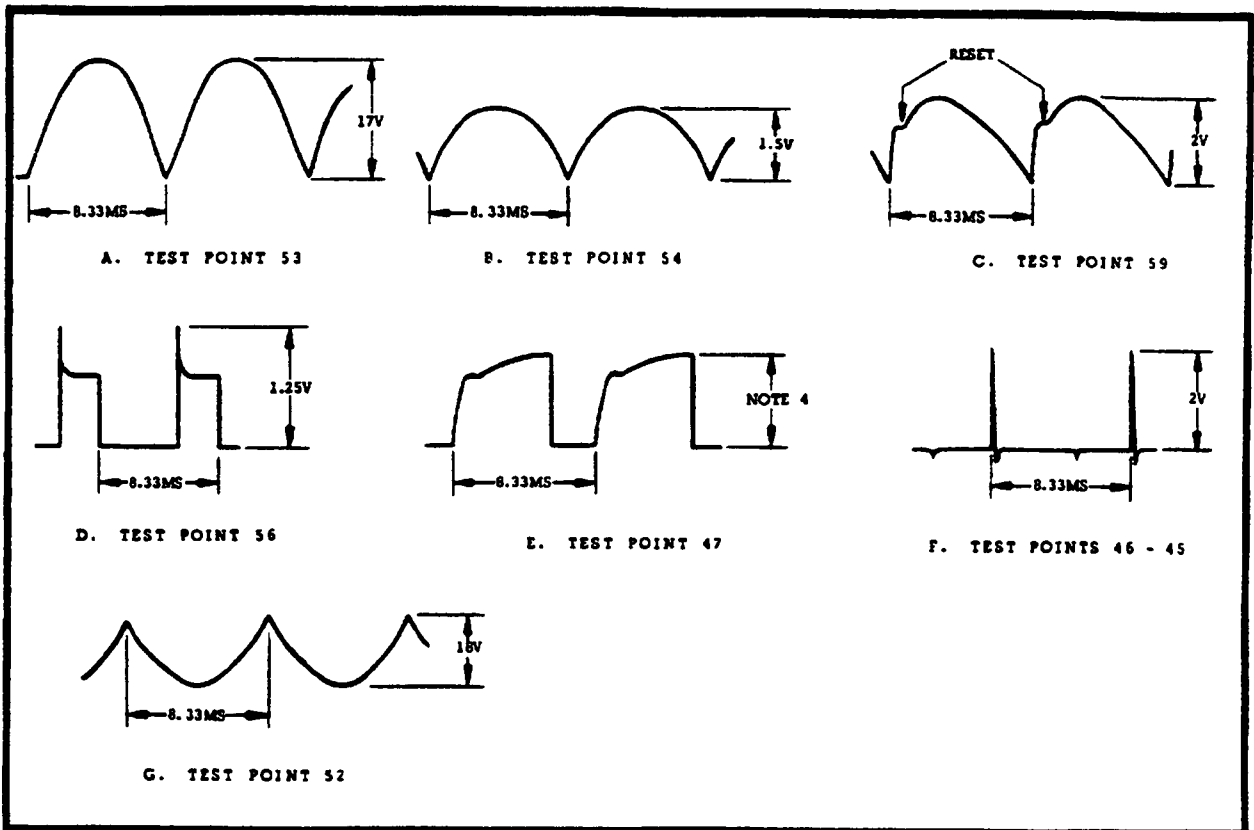 RESET
17V
1.5V
2V
8.33MS
8.33MS
8.33MS
A. TEST POINT 53
B. TEST POINT 54
C. TEST POINT 59
1.25V
NOTE 4
2V
8.33MS
8.33MS
8.33MS
D. TEST POINT 56
E. TEST POINT 47
F. TEST POINTS 46 - 45
18V
8.33MS
G. TEST POINT 52